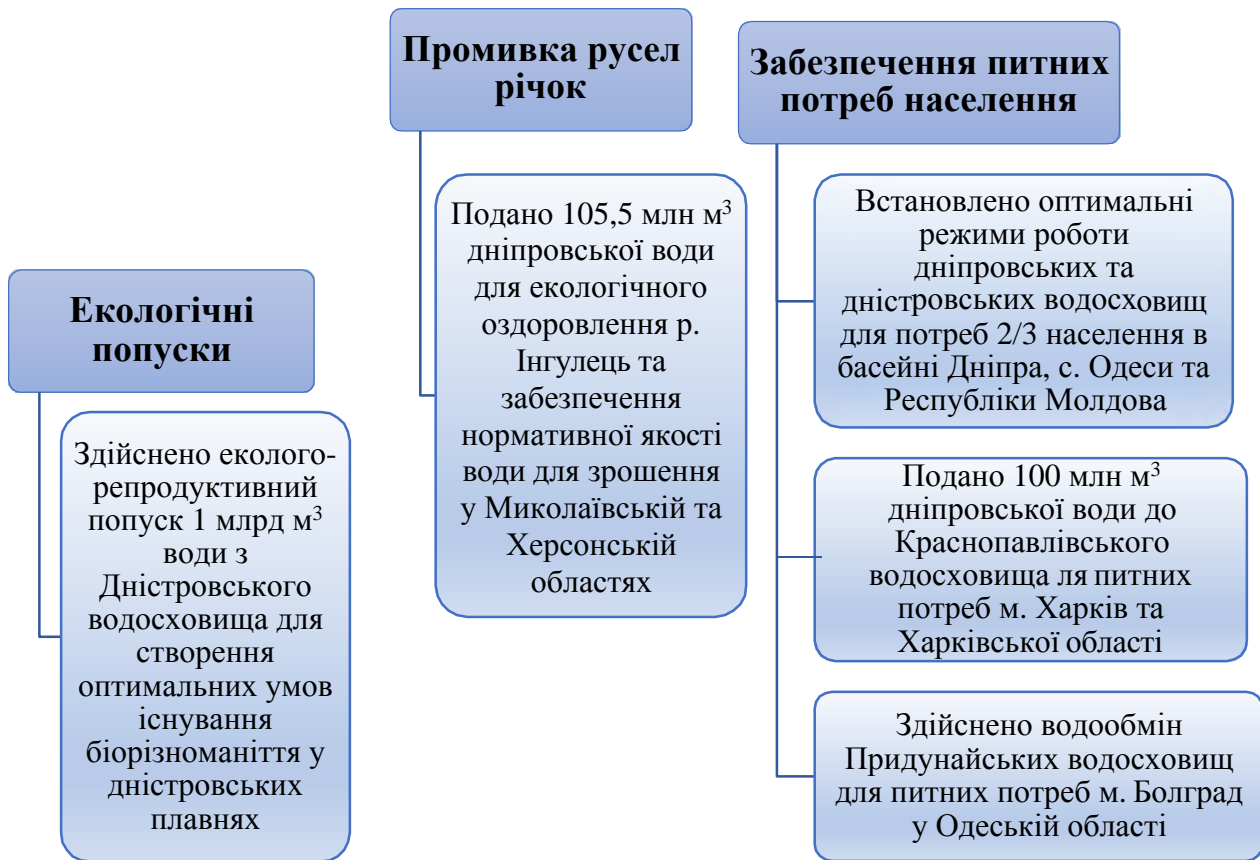 Екологічні
попуски
Здійснено еколого-
репродуктивний
попуск 1 млрд м³
води з
Дністровського
водосховища для
створення
оптимальних умов
існування
біорізноманіття у
дністровських
плавнях
Промивка русел
річок
Подано 105,5 млн м³
дніпровської води
для екологічного
оздоровлення р.
Інгулець та
забезпечення
нормативної якості
води для зрошення
у Миколаївській та
Херсонській
областях
Забезпечення питних
потреб населення
Встановлено оптимальні
режими роботи
дніпровських та
дністровських водосховищ
для потреб 2/3 населення в
басейні Дніпра, с. Одеси та
Республіки Молдова
Подано 100 млн м³
дніпровської води до
Краснопавлівського
водосховища ля питних
потреб м. Харків та
Харківської області
Здійснено водообмін
Придунайських водосховищ
для питних потреб м. Болград
у Одеській області